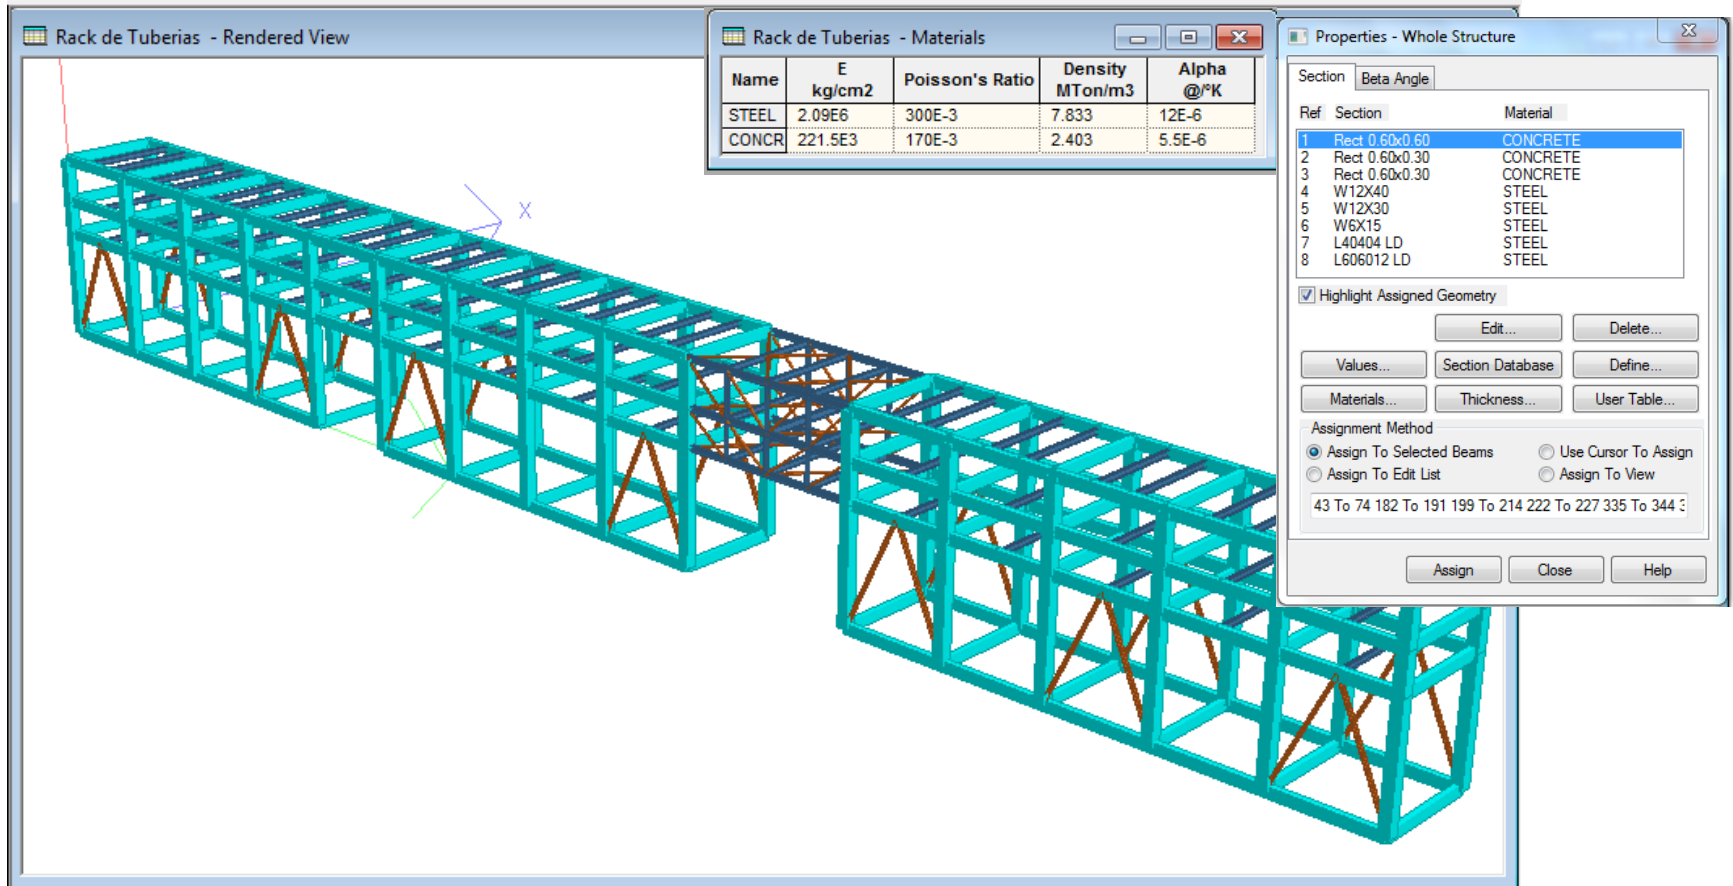 Rack de Tuberias - Rendered View
X
Rack de Tuberias - Materials
Name E kg/cm2 Poisson's Ratio Density MTon/m3 Alpha @/°K
STEEL 2.09E6 300E-3 7.833 12E-6
CONCR 221.5E3 170E-3 2.403 5.5E-6
Properties - Whole Structure
Section Beta Angle
Ref Section Material
1 Rect 0.60x0.60 CONCRETE
2 Rect 0.60x0.30 CONCRETE
3 Rect 0.60x0.30 CONCRETE
4 W12X40 STEEL
5 W12X30 STEEL
6 W6X15 STEEL
7 L40404 LD STEEL
8 L606012 LD STEEL
Highlight Assigned Geometry
Edit... Delete...
Values... Section Database Define...
Materials... Thickness... User Table...
Assignment Method
Assign To Selected Beams Use Cursor To Assign
Assign To Edit List Assign To View
43 To 74 182 To 191 199 To 214 222 To 227 335 To 344
Assign Close Help